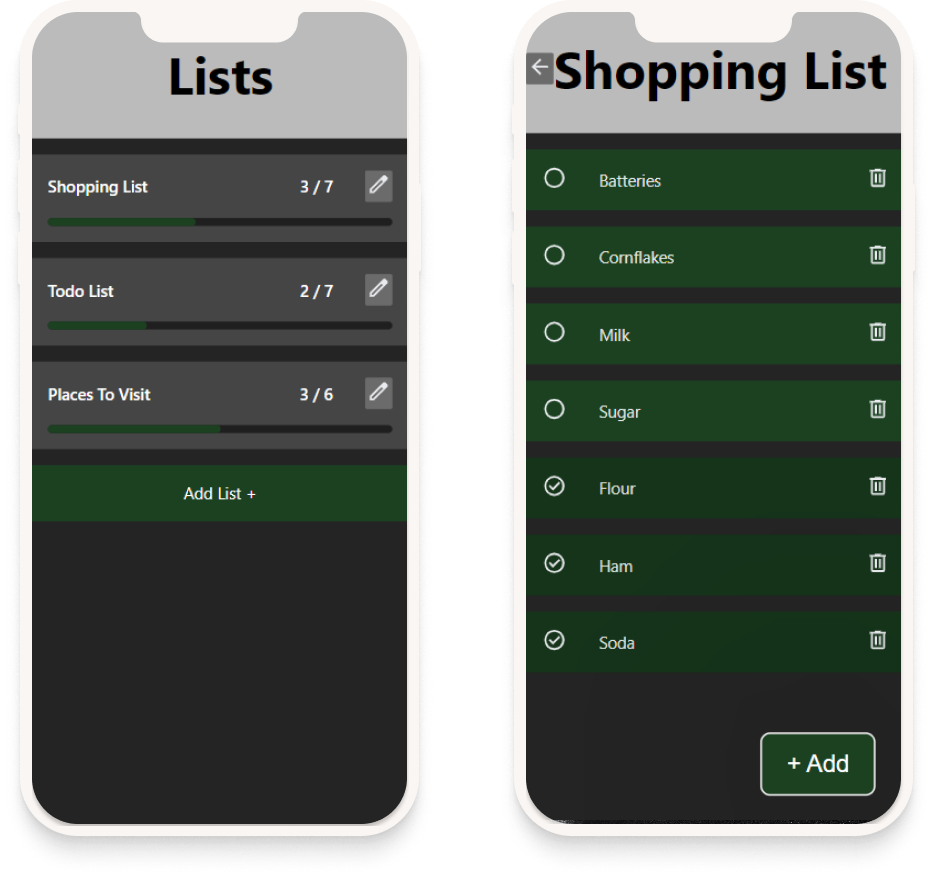 Lists
Shopping List 3 / 7
Todo List 2 / 7
Places To Visit 3 / 6
Add List +
Shopping List
Batteries
Cornflakes
Milk
Sugar
Flour
Ham
Soda
+ Add